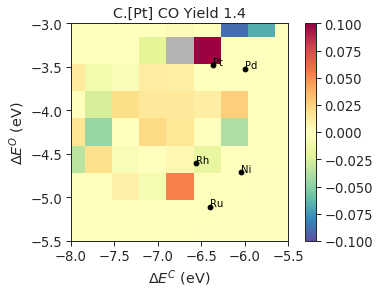 C.[Pt] CO Yield 1.4
−3.0
−3.5
−4.0
−4.5
−5.0
−5.5
ΔE^O (eV)
Pt
Pd
Rh
Ni
Ru
−8.0 −7.5 −7.0 −6.5 −6.0 −5.5
ΔE^C (eV)
0.100
0.075
0.050
0.025
0.000
−0.025
−0.050
−0.075
−0.100